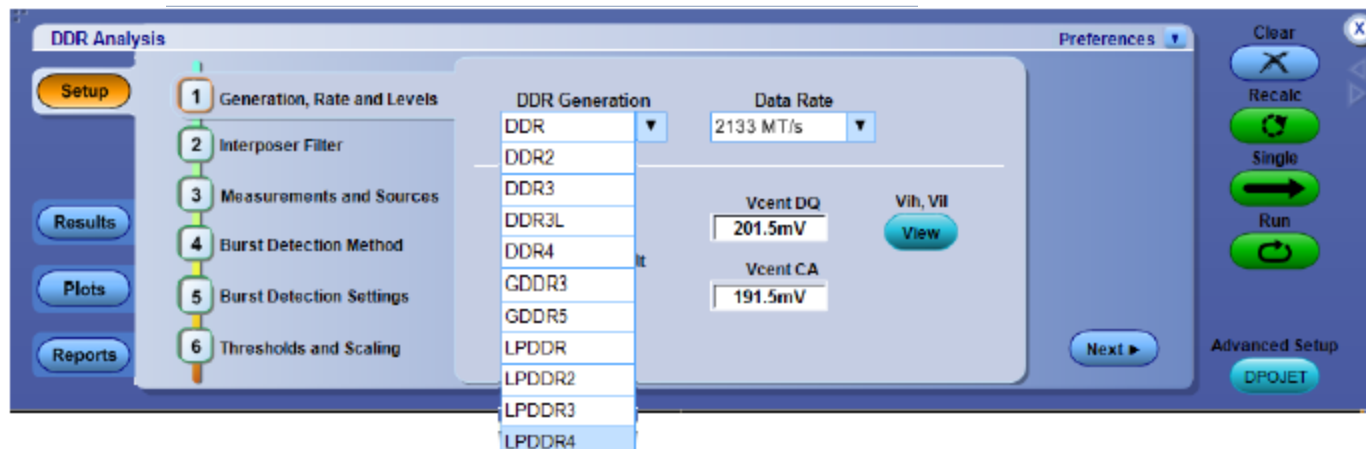 DDR Analysis
Preferences
Clear
X
Setup
1 Generation, Rate and Levels
DDR Generation
Data Rate
Recalc
DDR
2133 MT/s
2 Interposer Filter
DDR2
Single
DDR3
3 Measurements and Sources
Vcent DQ
Vih, Vil
Results
DDR3L
201.5mV
View
Run
4 Burst Detection Method
DDR4
lt
Vcent CA
Plots
5 Burst Detection Settings
GDDR3
191.5mV
GDDR5
Reports
6 Thresholds and Scaling
LPDDR
Next
Advanced Setup
LPDDR2
DPOJET
LPDDR3
LPDDR4